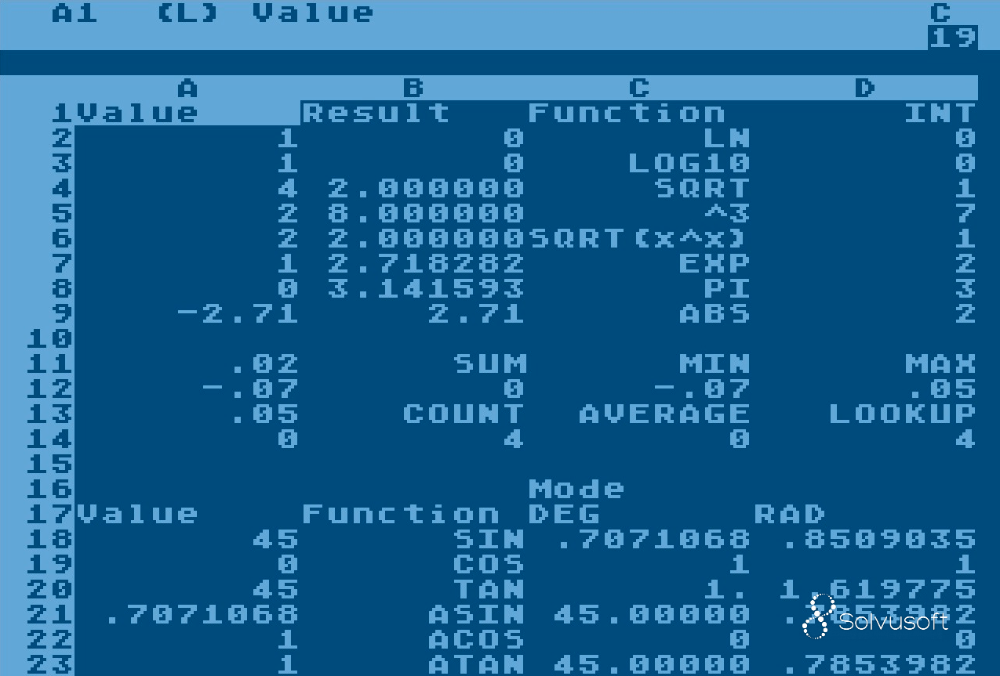 A1 (L) Value C
19
A B C D
1 Value Result Function INT
2 1 0 LN 0
3 1 0 LOG10 0
4 4 2.000000 SQRT 1
5 2 8.000000 ^3 7
6 2 2.000000 SQRT(x^x) 1
7 1 2.718282 EXP 2
8 0 3.141593 PI 3
9 -2.71 2.71 ABS 2
10
11 .02 SUM MIN MAX
12 -.07 0 -.07 .05
13 .05 COUNT AVERAGE LOOKUP
14 0 4 0 4
15
16 Mode
17 Value Function DEG RAD
18 45 SIN .7071068 .8509035
19 0 COS 1 1
20 45 TAN 1. 1.619775
21 .7071068 ASIN 45.00000 .7853982
Solvusoft
22 1 ACOS 0 0
23 1 ATAN 45.00000 .7853982